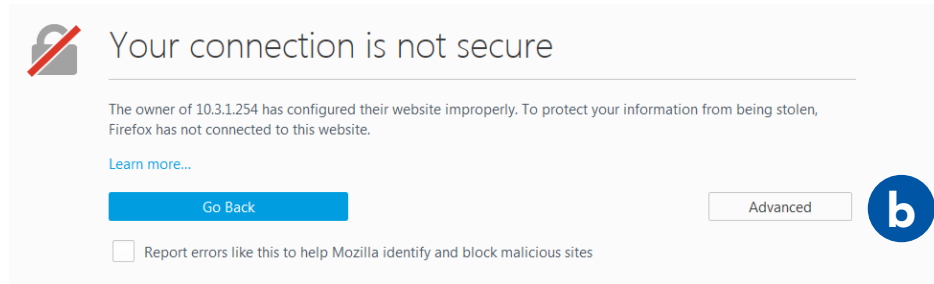 Your connection is not secure
The owner of 10.3.1.254 has configured their website improperly. To protect your information from being stolen,
Firefox has not connected to this website.
Learn more...
Go Back
Advanced
b
Report errors like this to help Mozilla identify and block malicious sites